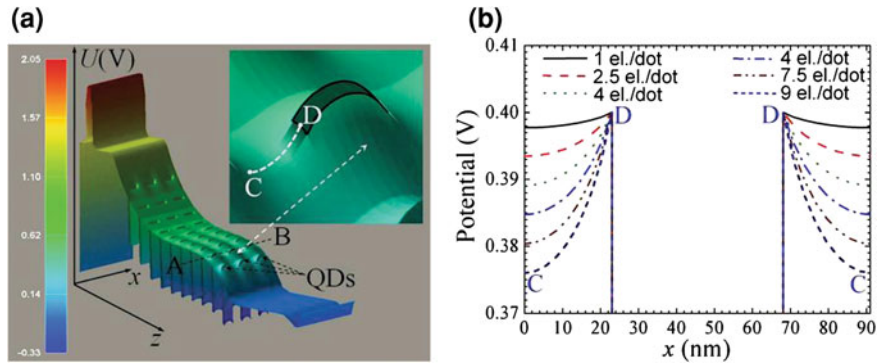 (a)
2.05
1.57
1.10
0.62
0.14
-0.33
U(V)
D
C
B
A
QDs
x
z
(b)
0.41
0.40
0.39
0.38
0.37
Potential (V)
1 el./dot
2.5 el./dot
4 el./dot
4 el./dot
7.5 el./dot
9 el./dot
D
D
C
C
0 10 20 30 40 50 60 70 80 90
x (nm)